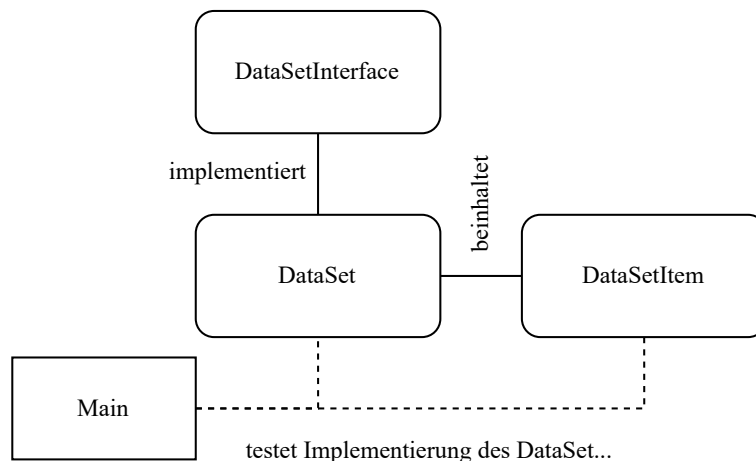 DataSetInterface
implementiert
beinhaltet
DataSet
DataSetItem
Main
testet Implementierung des DataSet...